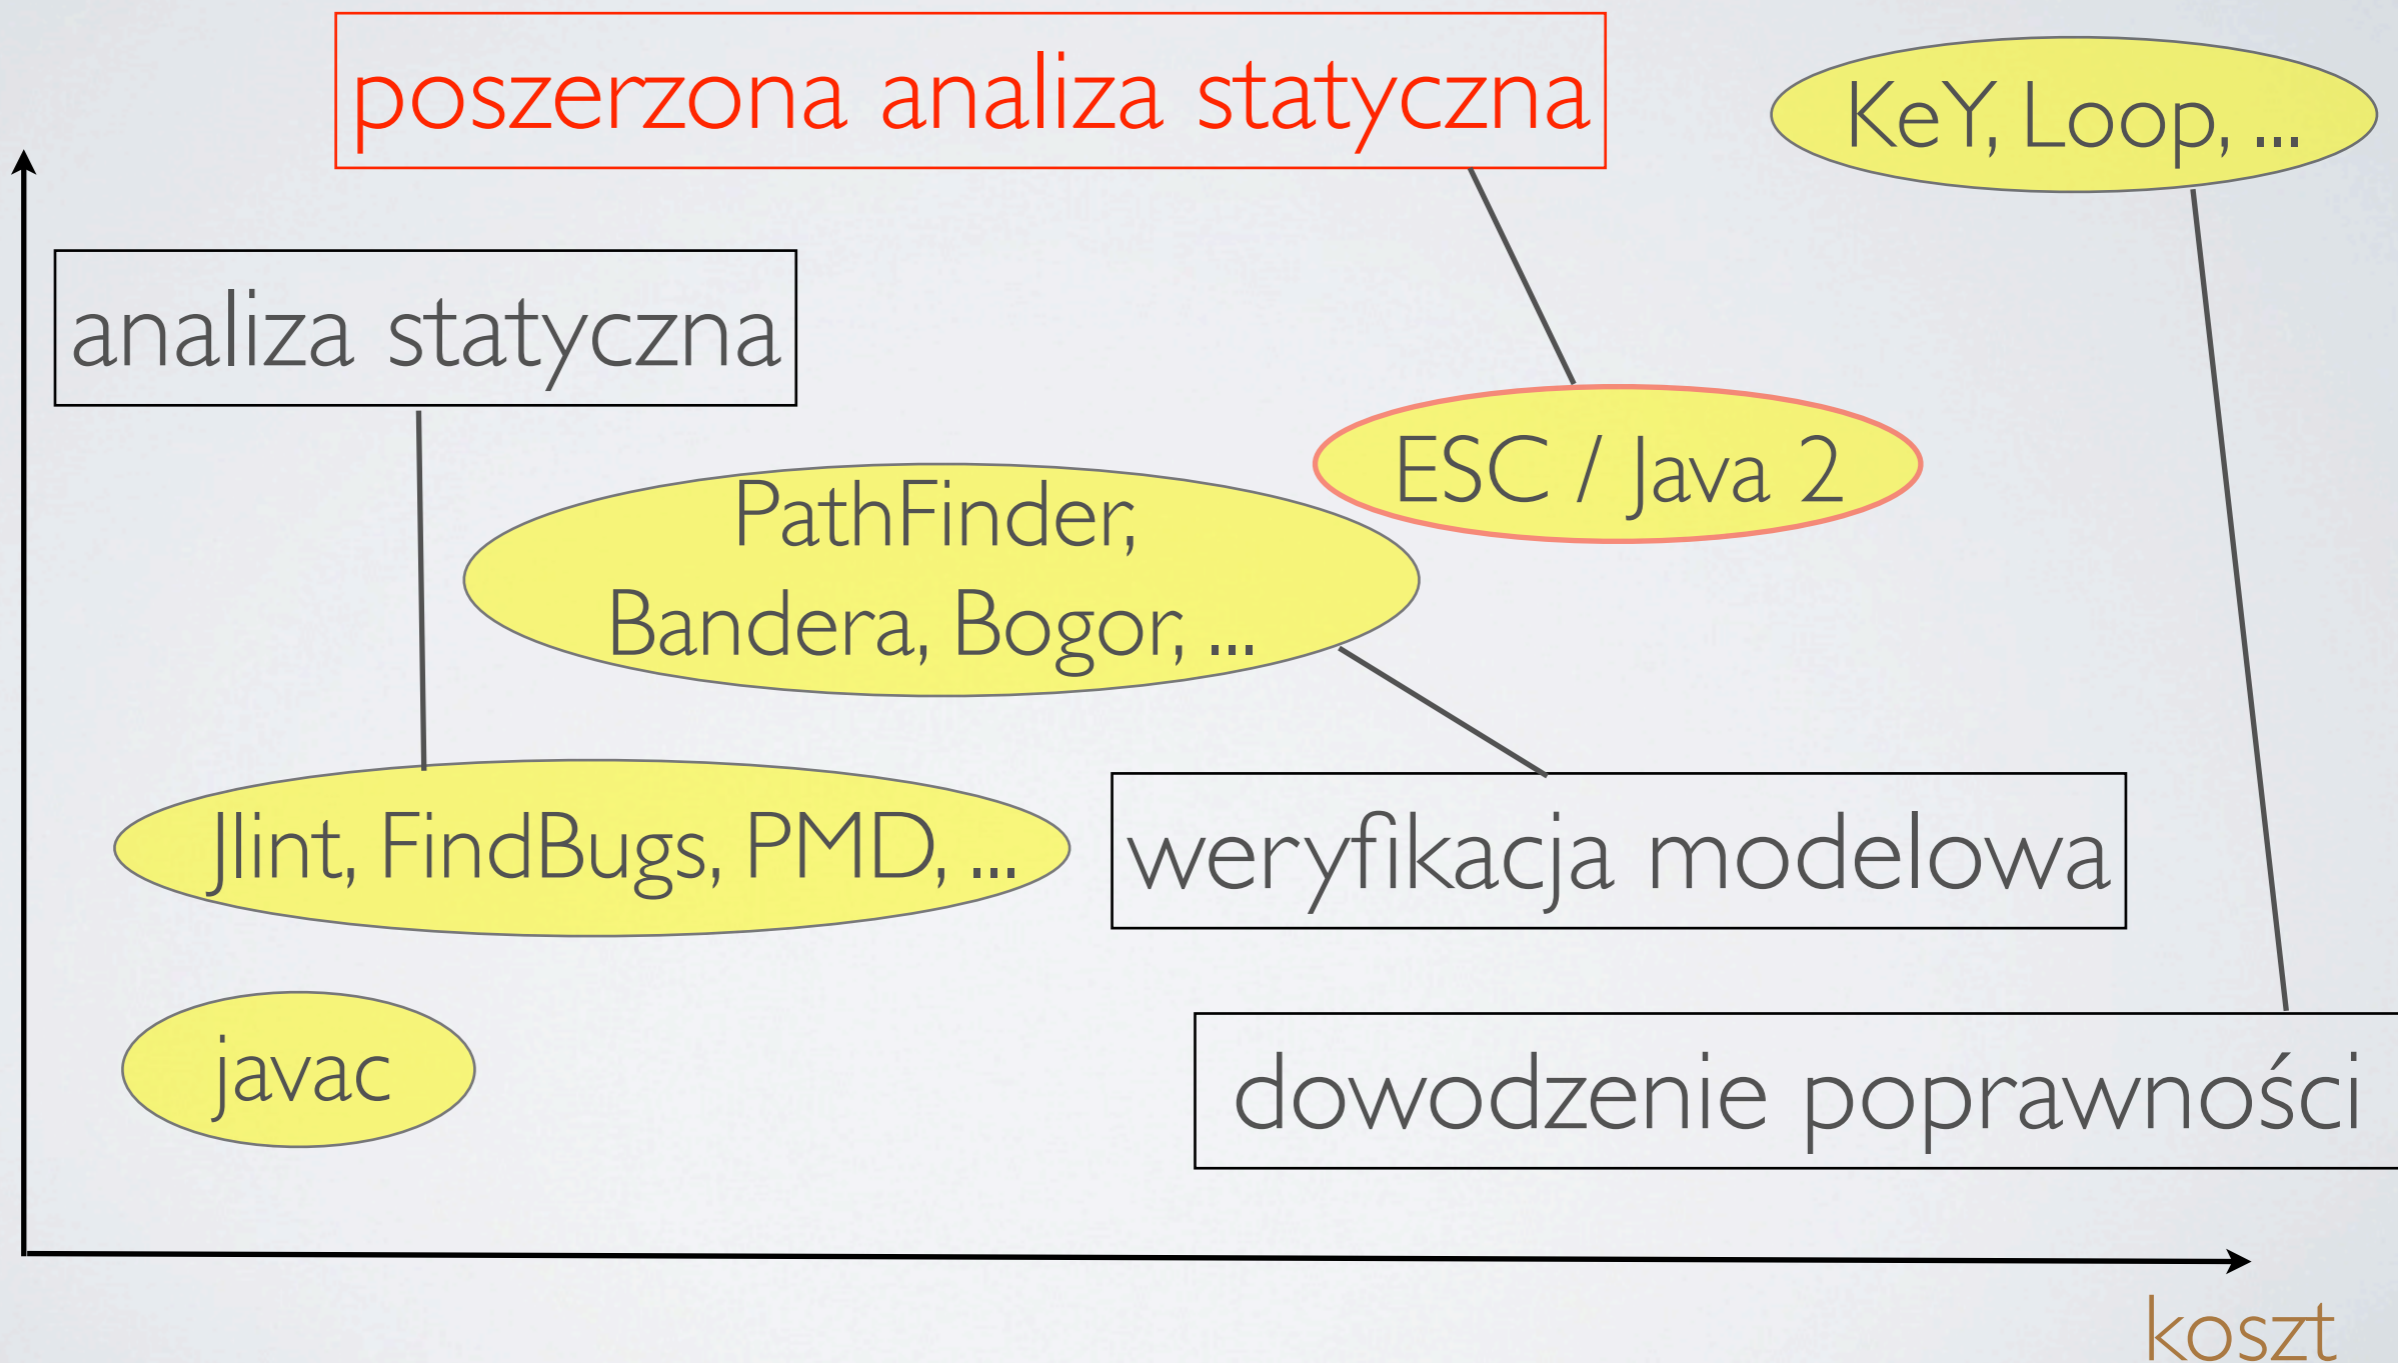 poszerzona analiza statyczna
KeY, Loop, ...
analiza statyczna
ESC / Java 2
PathFinder,
Bandera, Bogor, ...
Jlint, FindBugs, PMD, ...
weryfikacja modelowa
javac
dowodzenie poprawności
koszt